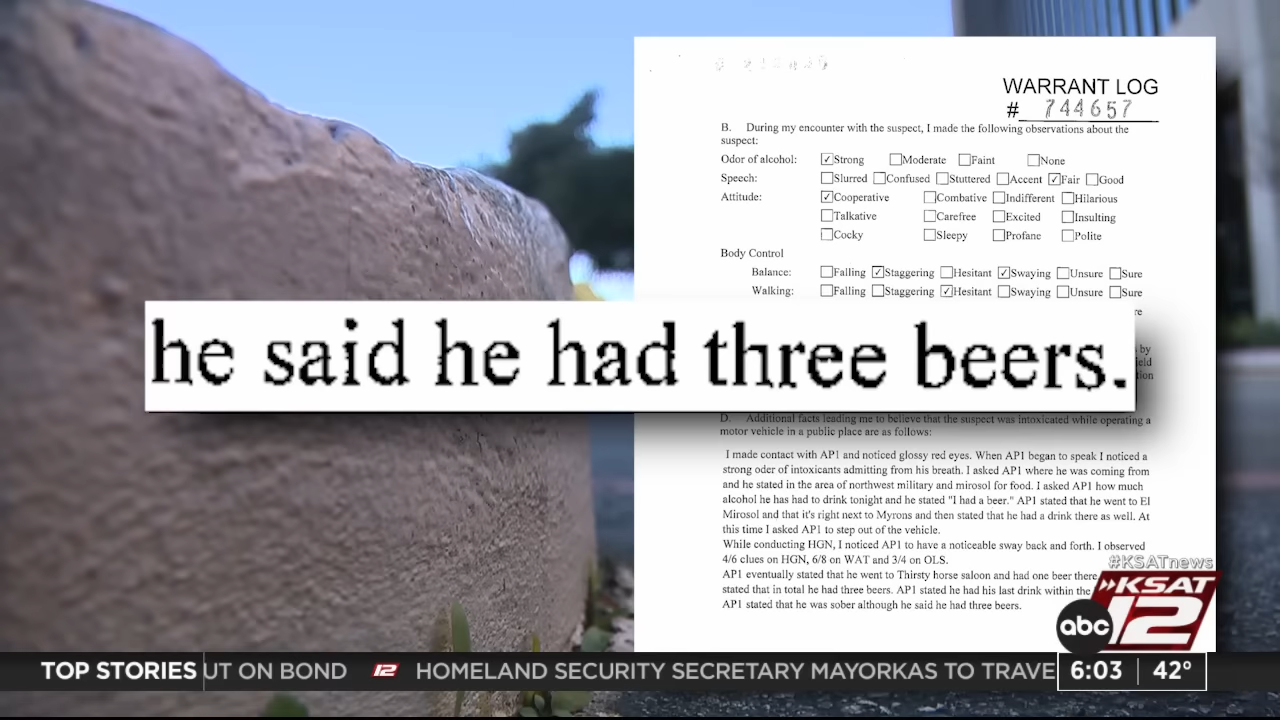 WARRANT LOG
# 744657
B. During my encounter with the suspect, I made the following observations about the
suspect:
Odor of alcohol: ✓Strong Moderate Faint None
Speech: Slurred Confused Stuttered Accent ✓Fair Good
Attitude: ✓Cooperative Combative Indifferent Hilarious
Talkative Carefree Excited Insulting
Cocky Sleepy Profane Polite
Body Control
Balance: Falling ✓Staggering Hesitant ✓Swaying Unsure Sure
Walking: Falling Staggering ✓Hesitant Swaying Unsure Sure
he said he had three beers.
by
D. Additional facts leading me to believe that the suspect was intoxicated while operating a
motor vehicle in a public place are as follows:
I made contact with AP1 and noticed glossy red eyes. When AP1 began to speak I noticed a
strong oder of intoxicants admitting from his breath. I asked AP1 where he was coming from
and he stated in the area of northwest military and mirosol for food. I asked AP1 how much
alcohol he has had to drink tonight and he stated "I had a beer." AP1 stated that he went to El
Mirosol and that it's right next to Myrons and then stated that he had a drink there as well. At
this time I asked AP1 to step out of the vehicle.
While conducting HGN, I noticed AP1 to have a noticeable sway back and forth. I observed
4/6 clues on HGN, 6/8 on WAT and 3/4 on OLS.
AP1 eventually stated that he went to Thirsty horse saloon and had one beer there
stated that in total he had three beers. AP1 stated he had his last drink within the
AP1 stated that he was sober although he said he had three beers.
#KSATnews
KSAT
abc 12
TOP STORIES UT ON BOND 12 HOMELAND SECURITY SECRETARY MAYORKAS TO TRAVE 6:03 42°